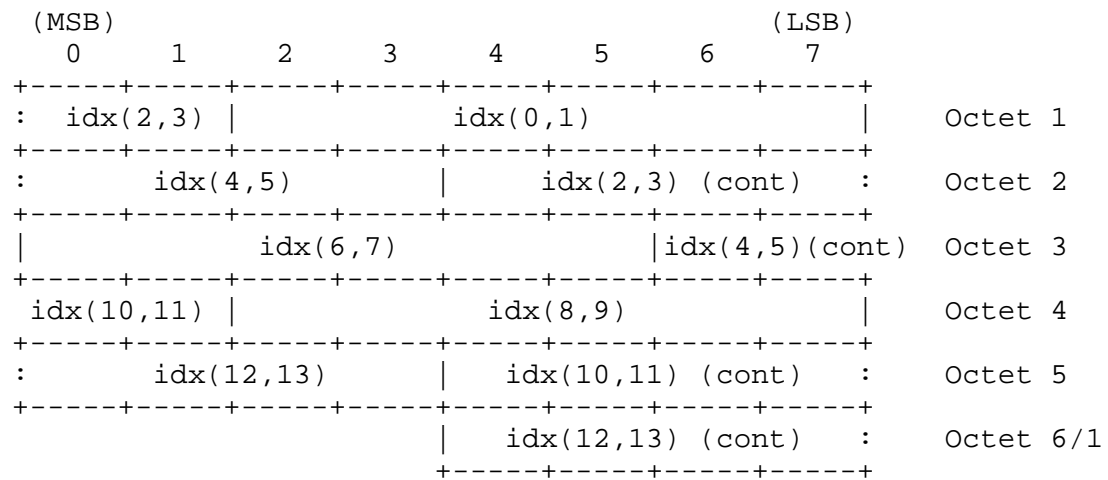 (MSB)                                         (LSB)
   0     1     2     3     4     5     6     7
+-----+-----+-----+-----+-----+-----+-----+-----+
:  idx(2,3) |             idx(0,1)              |    Octet 1
+-----+-----+-----+-----+-----+-----+-----+-----+
:       idx(4,5)        |     idx(2,3) (cont)   :    Octet 2
+-----+-----+-----+-----+-----+-----+-----+-----+
|             idx(6,7)              |idx(4,5)(cont)  Octet 3
+-----+-----+-----+-----+-----+-----+-----+-----+
 idx(10,11) |              idx(8,9)             |    Octet 4
+-----+-----+-----+-----+-----+-----+-----+-----+
:       idx(12,13)      |   idx(10,11) (cont)   :    Octet 5
+-----+-----+-----+-----+-----+-----+-----+-----+
                        |   idx(12,13) (cont)   :    Octet 6/1
                        +-----+-----+-----+-----+